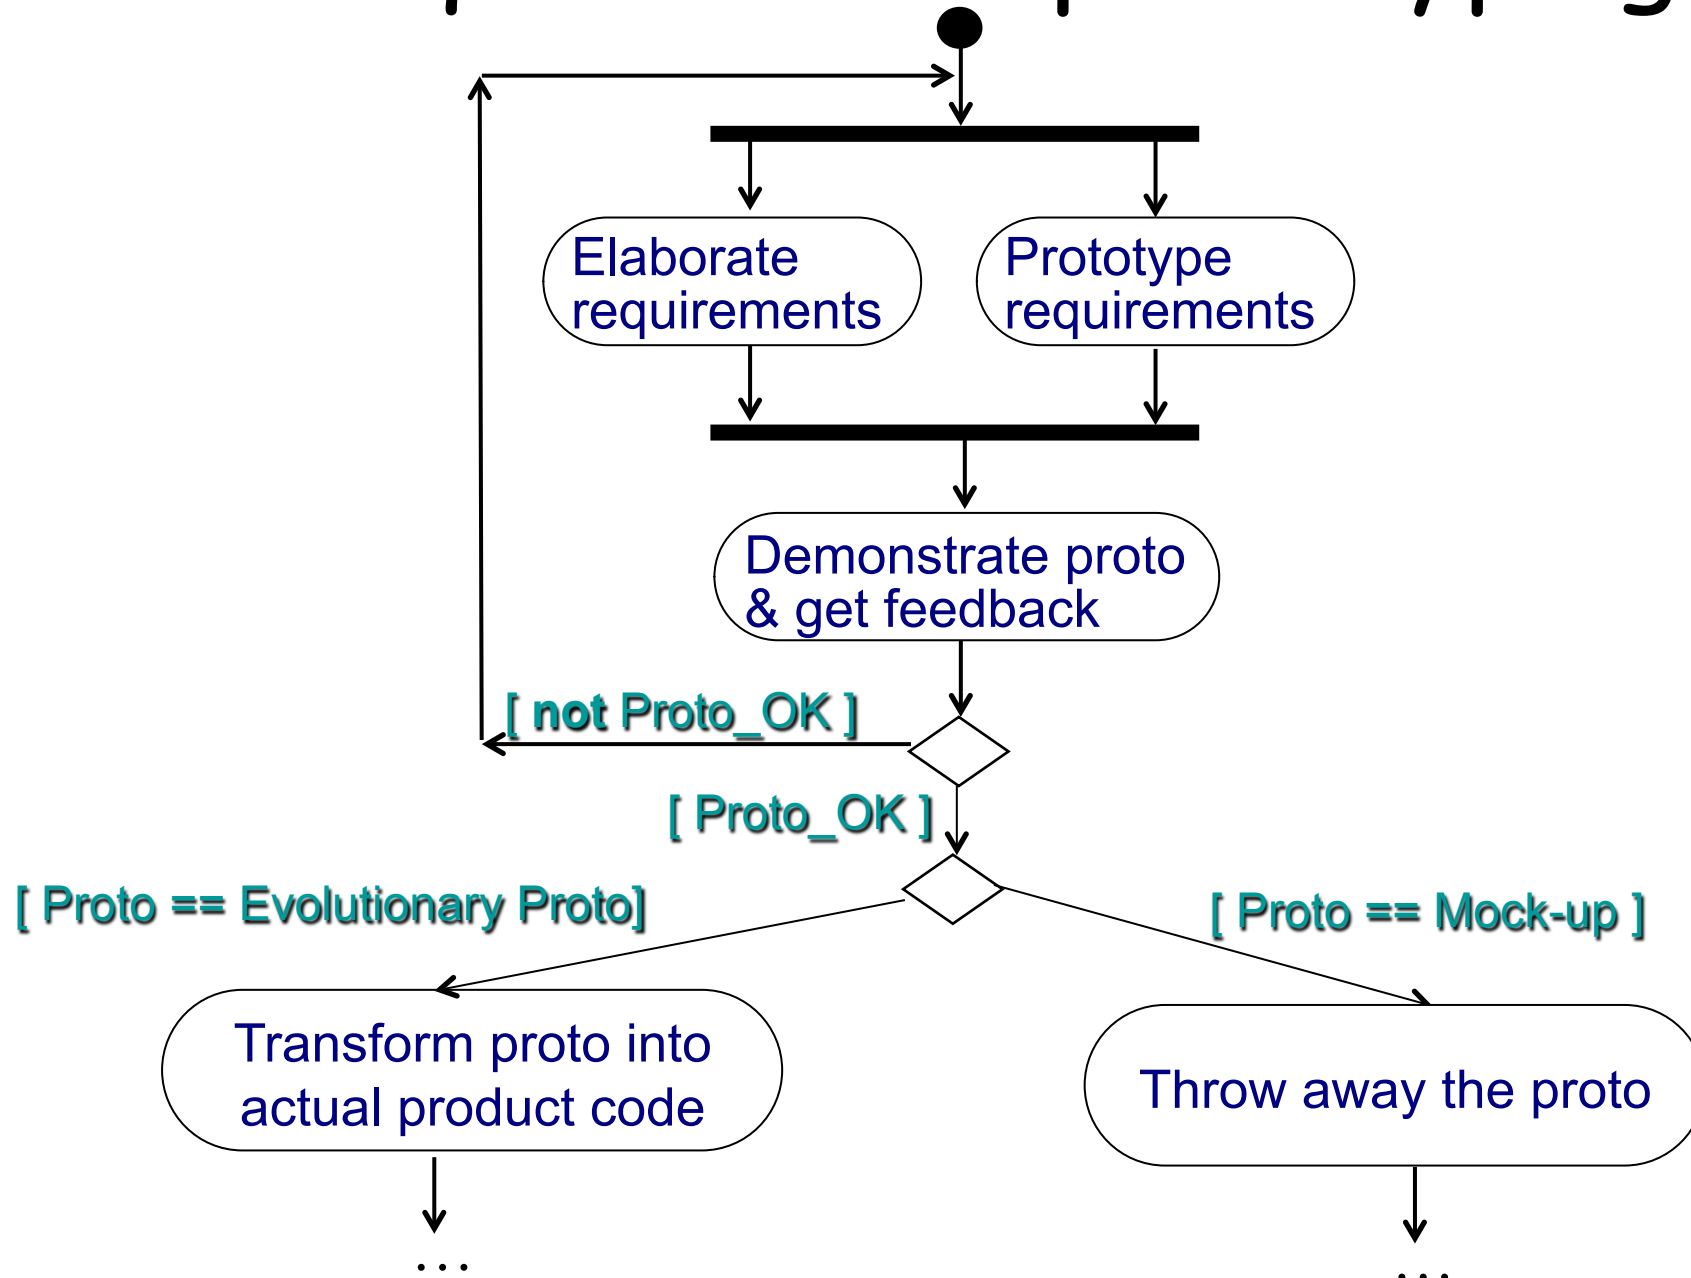 Elaborate
requirements
Prototype
requirements
Demonstrate proto
& get feedback
[ not Proto_OK ]
[ Proto_OK ]
[ Proto == Evolutionary Proto]
[ Proto == Mock-up ]
Transform proto into
actual product code
Throw away the proto
...
...